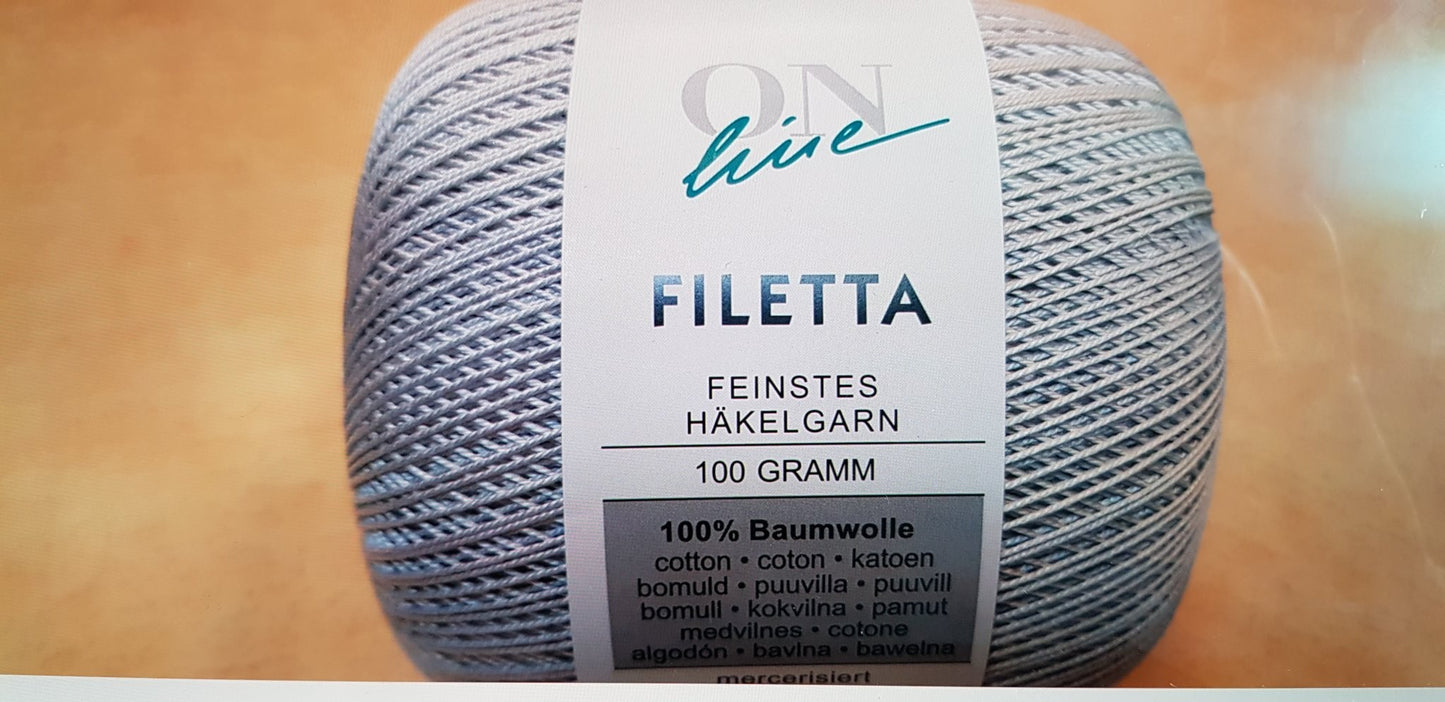 ON
line
FILETTA
FEINSTES
HÄKELGARN
100 GRAMM
100% Baumwolle
cotton • coton • katoen
bomuld • puuvilla • puuvill
bomull • kokvilna • pamut
medvilnes • cotone
algodón • bavlna • bawełna
mercerisiert